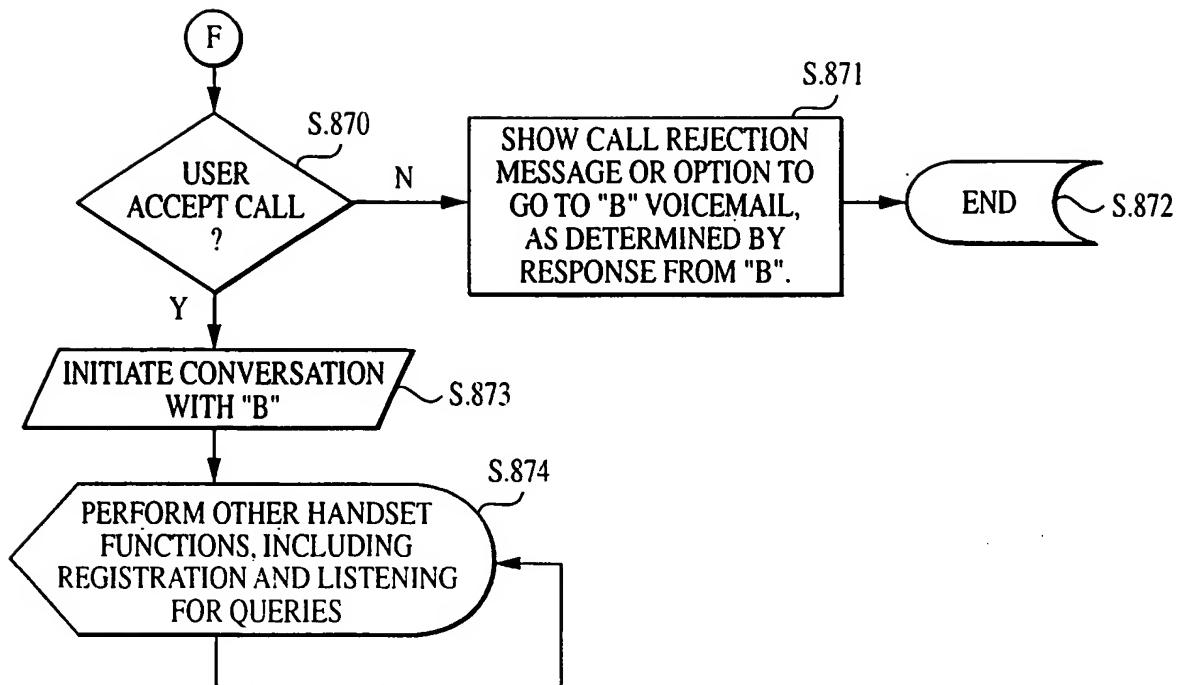 F
S.870
USER
ACCEPT CALL
?
N
Y
S.871
SHOW CALL REJECTION
MESSAGE OR OPTION TO
GO TO "B" VOICEMAIL,
AS DETERMINED BY
RESPONSE FROM "B".
END
S.872
INITIATE CONVERSATION
WITH "B"
S.873
S.874
PERFORM OTHER HANDSET
FUNCTIONS, INCLUDING
REGISTRATION AND LISTENING
FOR QUERIES